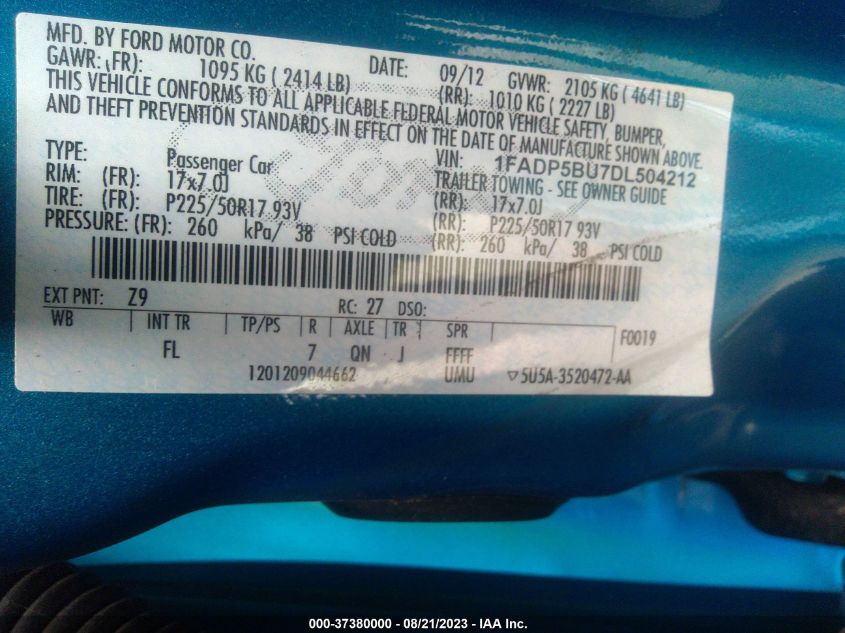 MFD. BY FORD MOTOR CO.
DATE: 09/12 GVWR: 2105 KG ( 4641 LB)
GAWR: (FR): 1095 KG ( 2414 LB) (RR): 1010 KG ( 2227 LB)
THIS VEHICLE CONFORMS TO ALL APPLICABLE FEDERAL MOTOR VEHICLE SAFETY, BUMPER,
AND THEFT PREVENTION STANDARDS IN EFFECT ON THE DATE OF MANUFACTURE SHOWN ABOVE.
VIN: 1FADP5BU7DL504212
TYPE: Passenger Car TRAILER TOWING - SEE OWNER GUIDE
RIM: (FR): 17x7.0J (RR): 17x7.0J
TIRE: (FR): P225/50R17 93V (RR): P225/50R17 93V
PRESSURE: (FR): 260 kPa/ 38 PSI COLD (RR): 260 kPa/ 38 PSI COLD
EXT PNT: Z9 RC: 27 DSO:
WB INT TR TP/PS R AXLE TR SPR F0019
FL 7 QN J FFFF
1201209044662 UMU ▽5U5A-3520472-AA
Ford
000-37380000 - 08/21/2023 - IAA Inc.